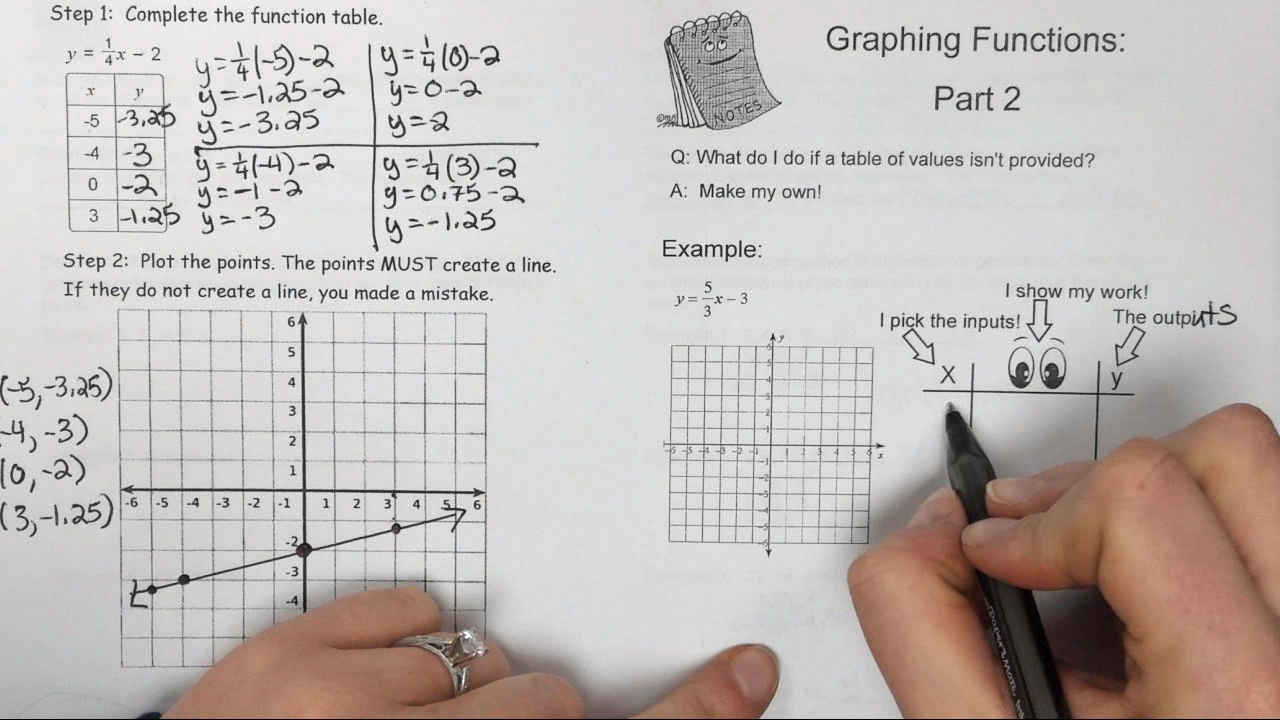 Step 1: Complete the function table.
y = 1/4x - 2
x y
-5 -3.25
-4 -3
0 -2
3 -1.25
y=1/4(-5)-2
y=-1.25-2
y=-3.25
y=1/4(0)-2
y=0-2
y=-2
y=1/4(-4)-2
y=-1-2
y=-3
y=1/4(3)-2
y=0.75-2
y=-1.25
Step 2: Plot the points. The points MUST create a line.
If they do not create a line, you made a mistake.
(-5,-3.25)
-4,-3)
(0,-2)
(3,-1.25)
6
5
4
3
2
1
-6 -5 -4 -3 -2 -1 1 2 3 4 5 6
-2
-3
-4
NOTES
Graphing Functions:
Part 2
Q: What do I do if a table of values isn't provided?
A: Make my own!
Example:
y = 5/3x - 3
I show my work!
I pick the inputs!
The outputs
X y
y
x